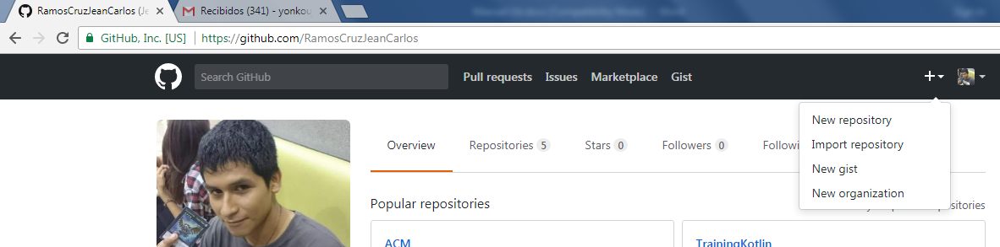 RamosCruzJeanCarlos (Je
Recibidos (341) - yonkou
GitHub, Inc. [US]
https://github.com/RamosCruzJeanCarlos
Search GitHub
Pull requests
Issues
Marketplace
Gist
New repository
Import repository
New gist
New organization
Overview
Repositories 5
Stars 0
Followers 0
Followi
Popular repositories
ositories
ACM
TrainingKotlin